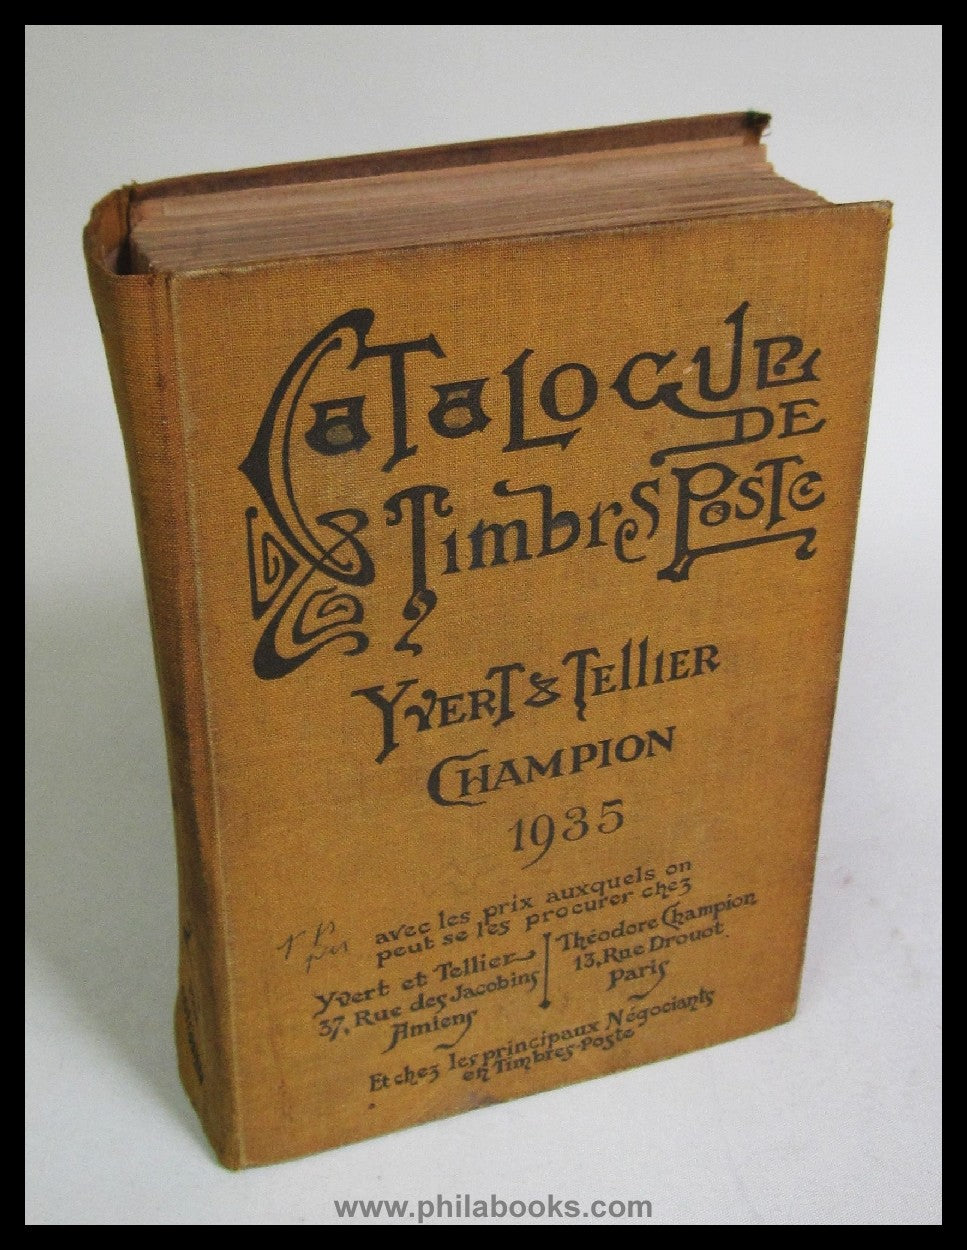 Catalogue
de
Timbres Poste
Yvert & Tellier
Champion
1935
avec les prix auxquels on
peut se les procurer chez
Yvert et Tellier
37, Rue des Jacobins
Amiens
Théodore Champion
13, Rue Drouot
Paris
Et chez les principaux Négociants
en Timbres-Poste
www.philabooks.com